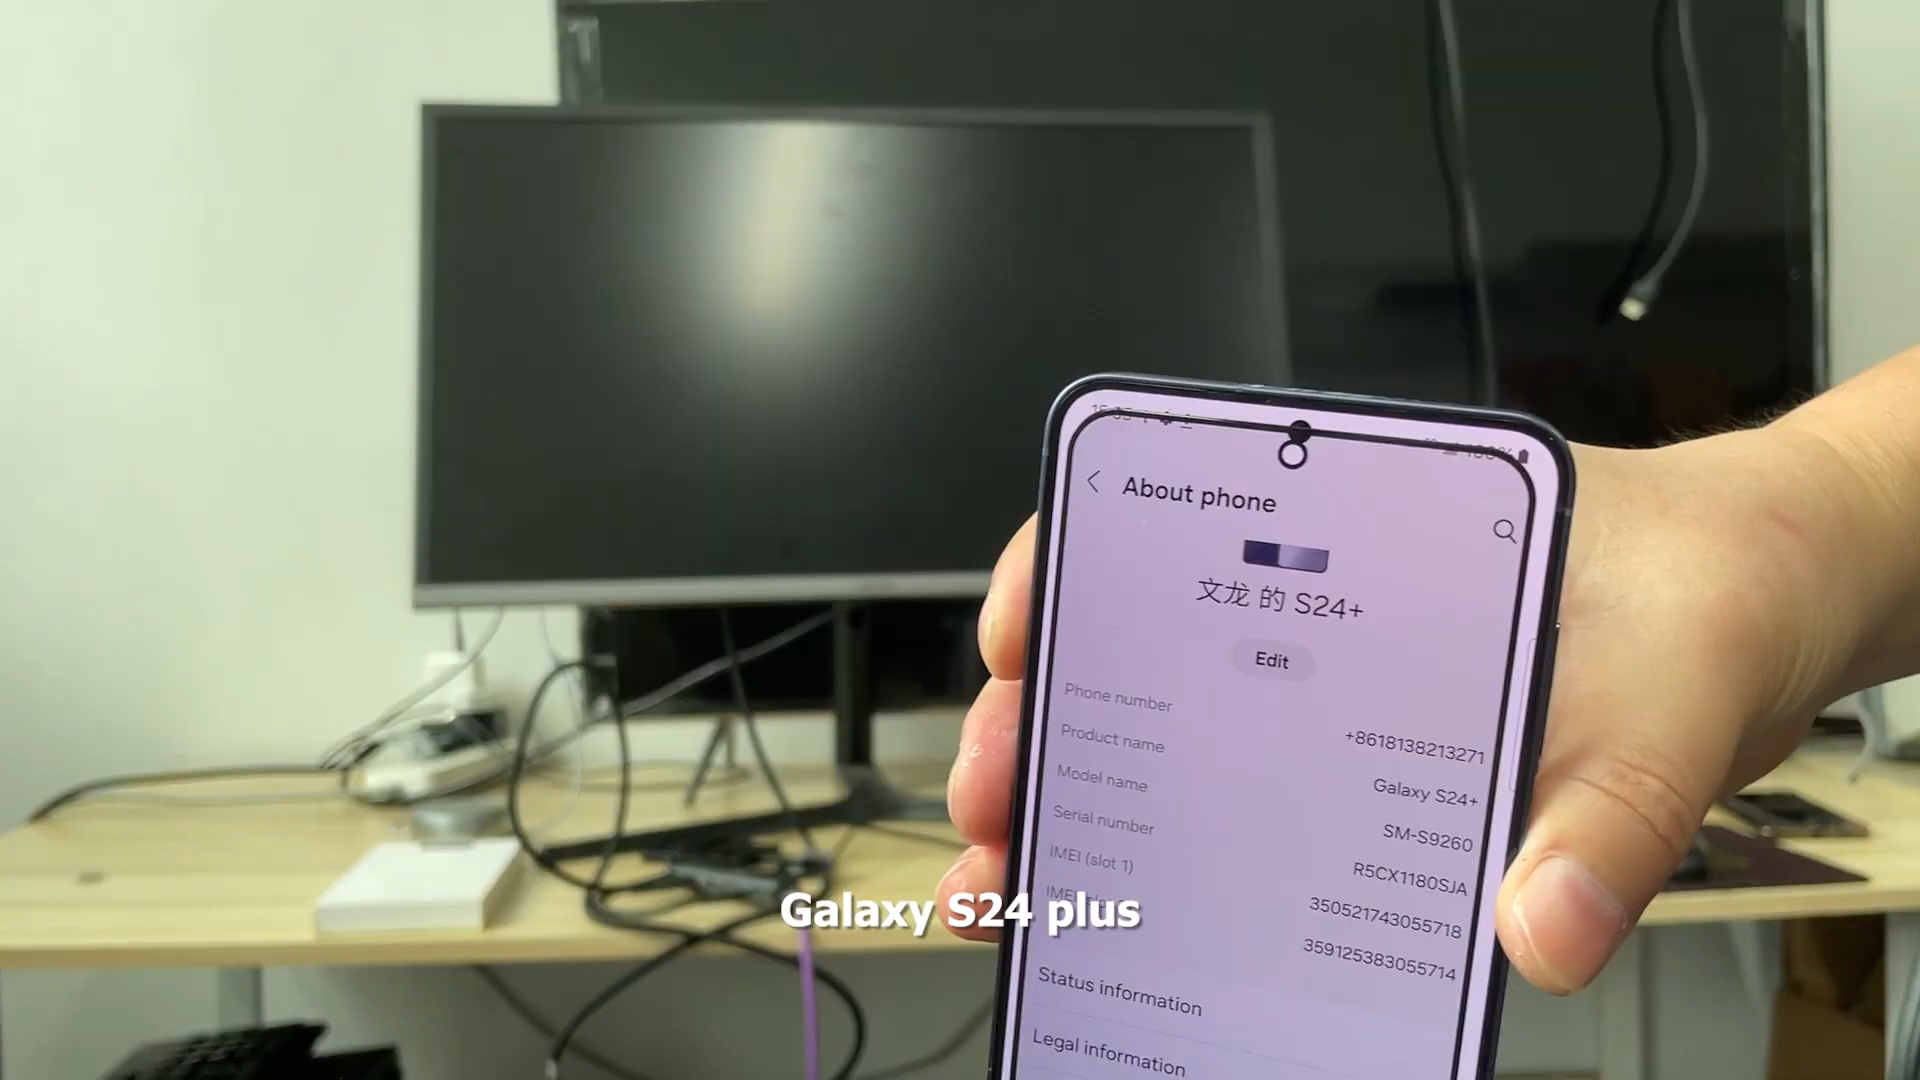 About phone
文龙 的 S24+
Edit
Phone number
+8618138213271
Product name
Galaxy S24+
Model name
SM-S9260
Serial number
R5CX1180SJA
IMEI (slot 1)
350521743055718
359125383055714
Galaxy S24 plus
Status information
Legal information